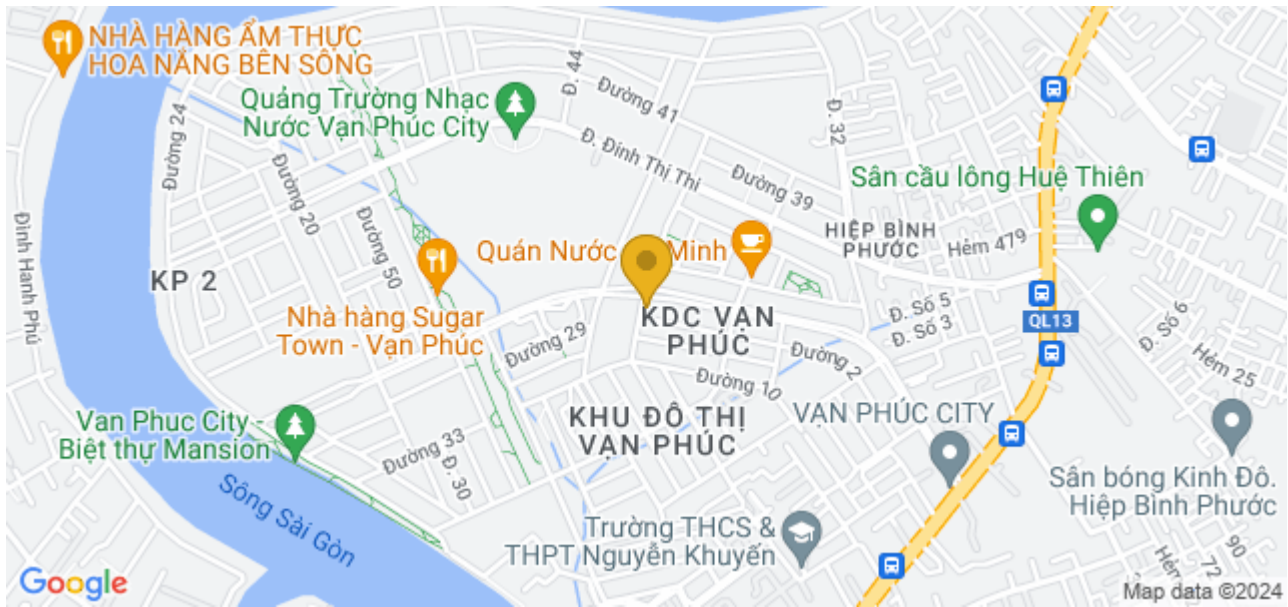 NHÀ HÀNG ẨM THỰC
HOA NẮNG BÊN SÔNG
Đ. 44
Quảng Trường Nhạc
Nước Vạn Phúc City
Đường 41
Đ. 32
Đường 24
Đ. Đinh Thị Thi
Đường 39
Sân cầu lông Huệ Thiên
Đường 20
Đường 50
HIỆP BÌNH
PHƯỚC
Hẻm 479
Đình Hanh Phú
Quán Nước
Minh
KP 2
Nhà hàng Sugar
Town - Vạn Phúc
KDC VẠN
PHÚC
Đ. Số 5
Đ. Số 3
QL13
Đ. Số 6
Hẻm 25
Đường 29
Đường 2
Đường 10
Van Phuc City -
Biệt thự Mansion
KHU ĐÔ THỊ
VẠN PHÚC
VẠN PHÚC CITY
Đường 33
Đ. 30
Sông Sài Gòn
Sân bóng Kinh Đô.
Hiệp Bình Phước
Trường THCS &
THPT Nguyễn Khuyến
Hẻm
72
90
Google
Map data ©2024